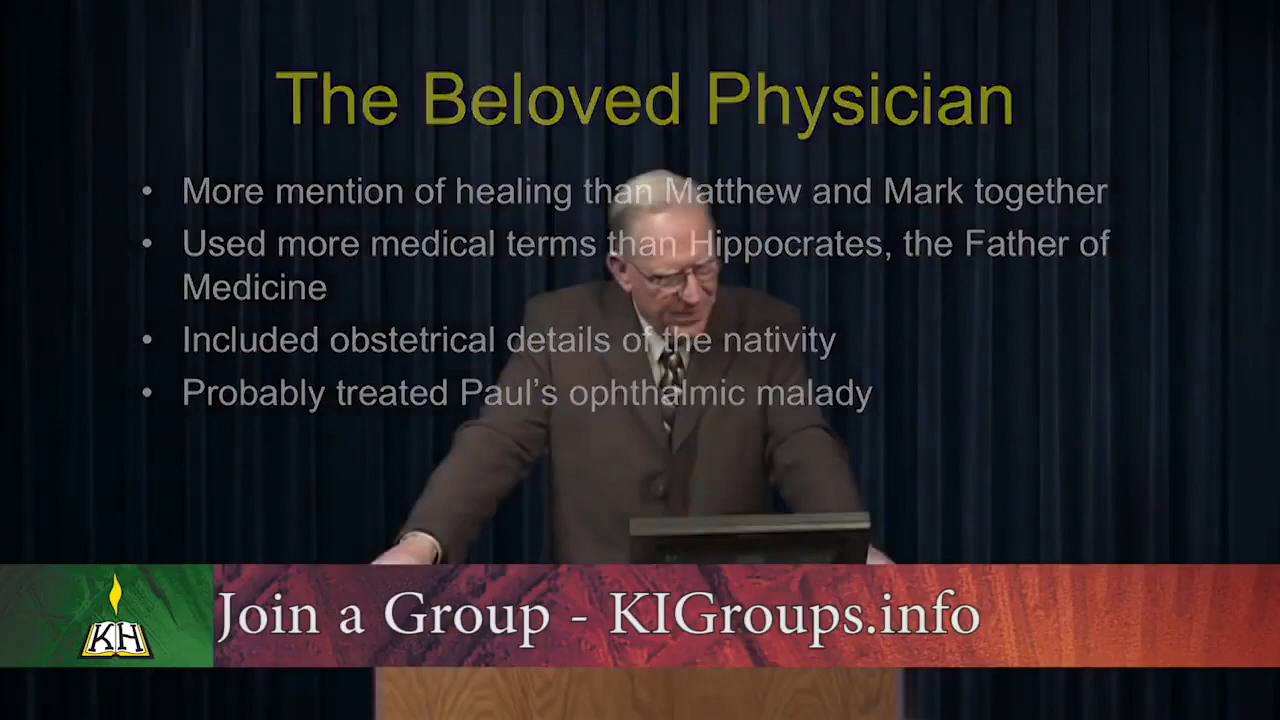 The Beloved Physician
• More mention of healing than Matthew and Mark together
• Used more medical terms than Hippocrates, the Father of
Medicine
• Included obstetrical details of the nativity
• Probably treated Paul’s ophthalmic malady
Join a Group - KIGroups.info
KH